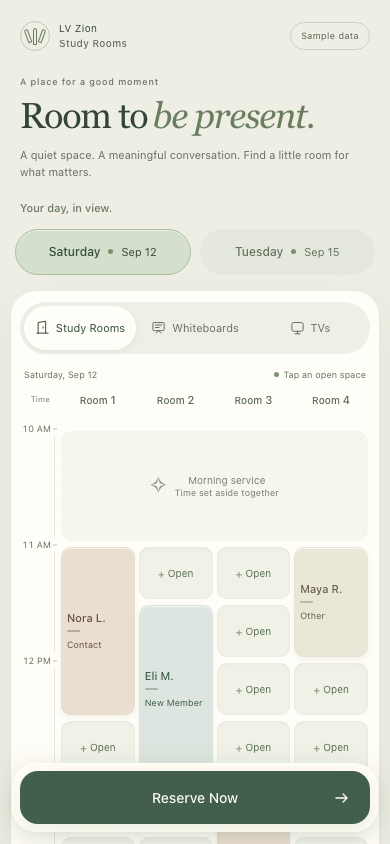 LV Zion
Study Rooms
Sample data
A place for a good moment
Room to be present.
A quiet space. A meaningful conversation. Find a little room for
what matters.
Your day, in view.
Saturday • Sep 12
Tuesday • Sep 15
Study Rooms
Whiteboards
TVs
Saturday, Sep 12
Tap an open space
Time
Room 1
Room 2
Room 3
Room 4
10 AM
Morning service
Time set aside together
11 AM
+ Open
+ Open
Nora L.
Contact
Maya R.
Other
+ Open
12 PM
Eli M.
New Member
+ Open
+ Open
+ Open
+ Open
+ Open
Reserve Now